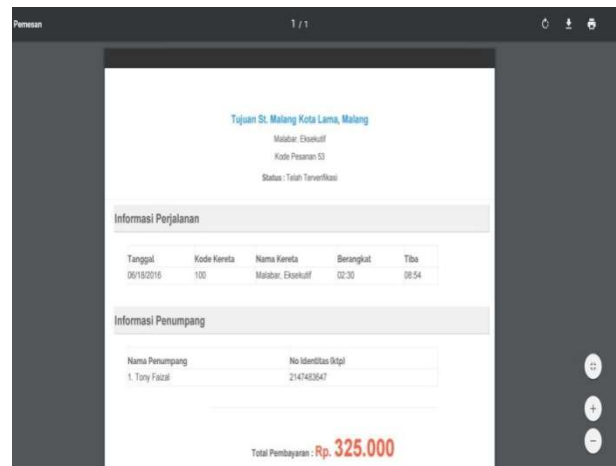 Pemesan
1 / 1
Tujuan St. Malang Kota Lama, Malang
Malabar, Eksekutif
Kode Pesanan 53
Status : Telah Terverifikasi
Informasi Perjalanan
Tanggal Kode Kereta Nama Kereta Berangkat Tiba
06/18/2016 100 Malabar, Eksekutif 02:30 08:54
Informasi Penumpang
Nama Penumpang No Identitas (ktp)
1. Tony Faizal 2147483647
Total Pembayaran : Rp. 325.000